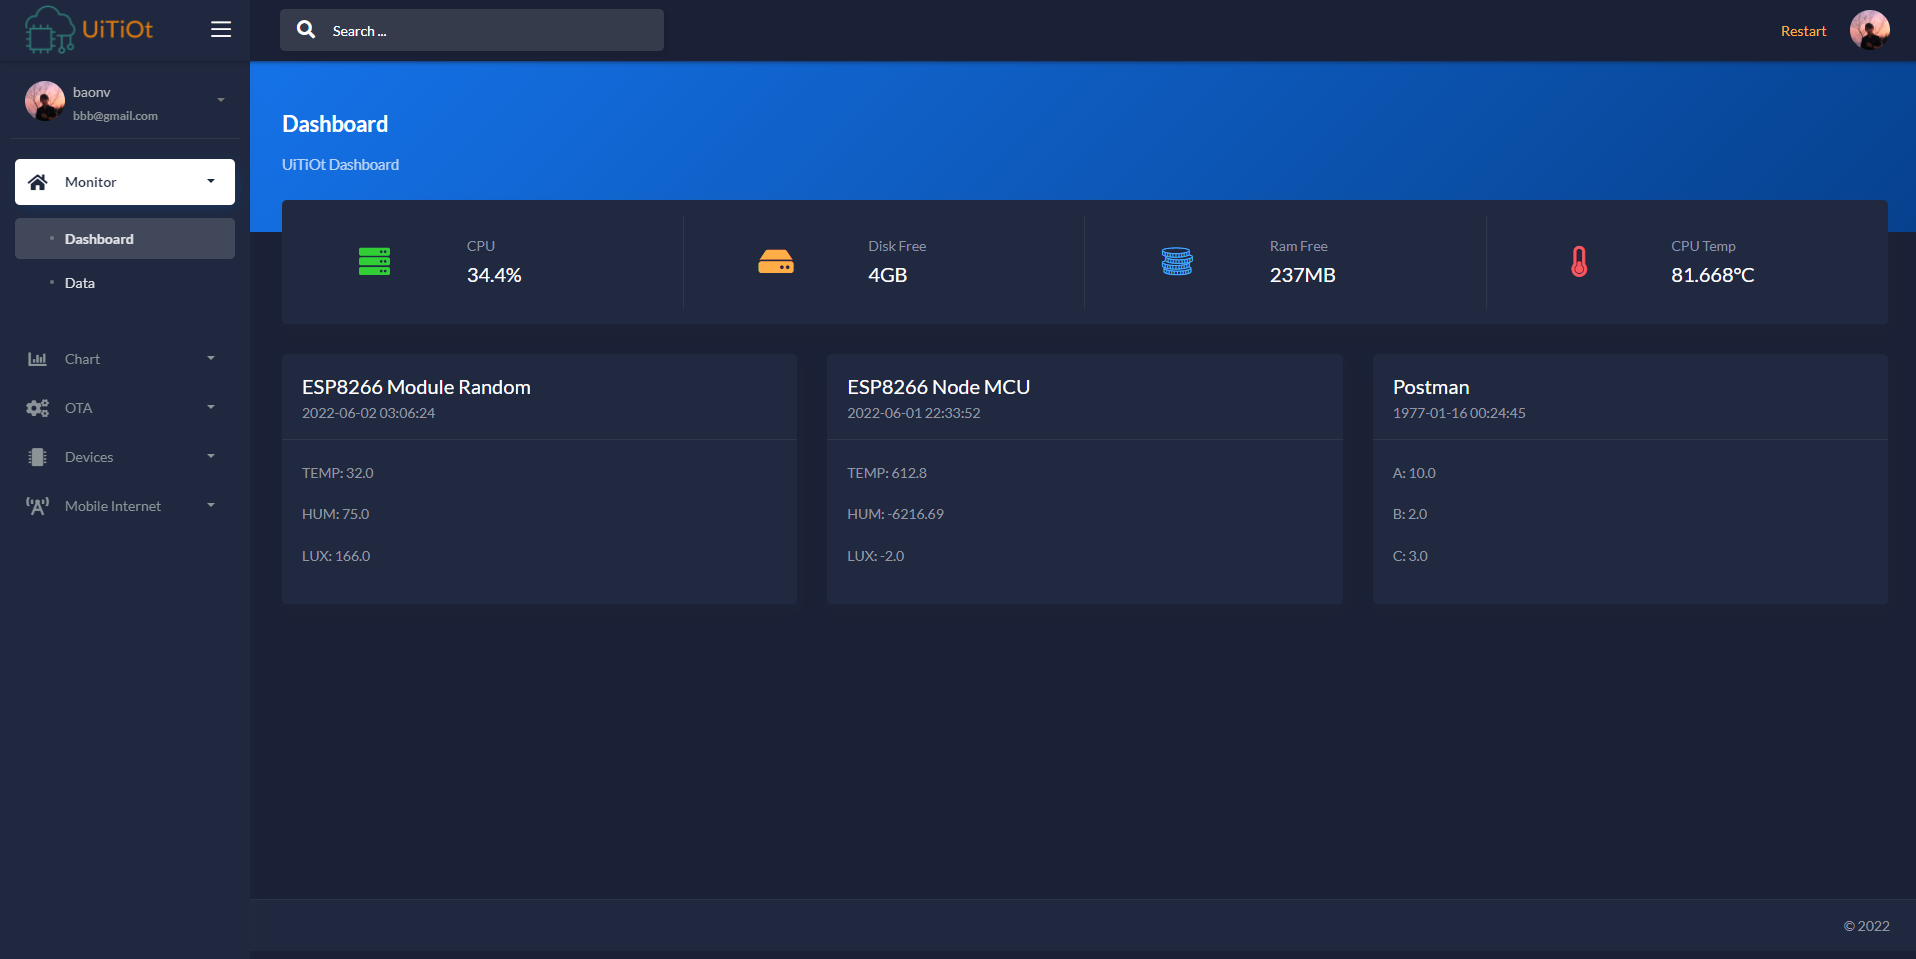 UiTiOt
Search ...
Restart
baonv
bbb@gmail.com
Monitor
Dashboard
Data
Chart
OTA
Devices
Mobile Internet
Dashboard
UiTiOt Dashboard
CPU
34.4%
Disk Free
4GB
Ram Free
237MB
CPU Temp
81.668°C
ESP8266 Module Random
2022-06-02 03:06:24
TEMP: 32.0
HUM: 75.0
LUX: 166.0
ESP8266 Node MCU
2022-06-01 22:33:52
TEMP: 612.8
HUM: -6216.69
LUX: -2.0
Postman
1977-01-16 00:24:45
A: 10.0
B: 2.0
C: 3.0
© 2022